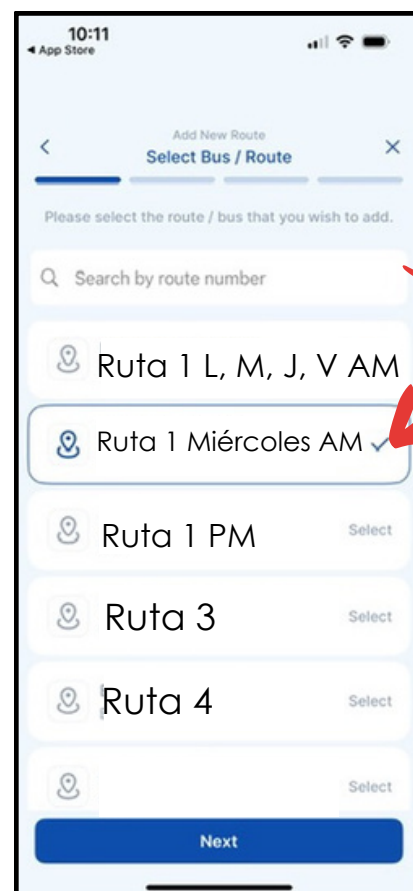 10:11
◀ App Store
Add New Route
Select Bus / Route
Please select the route / bus that you wish to add.
Search by route number
Ruta 1 L, M, J, V AM
Ruta 1 Miércoles AM
Ruta 1 PM Select
Ruta 3 Select
Ruta 4 Select
Select
Next